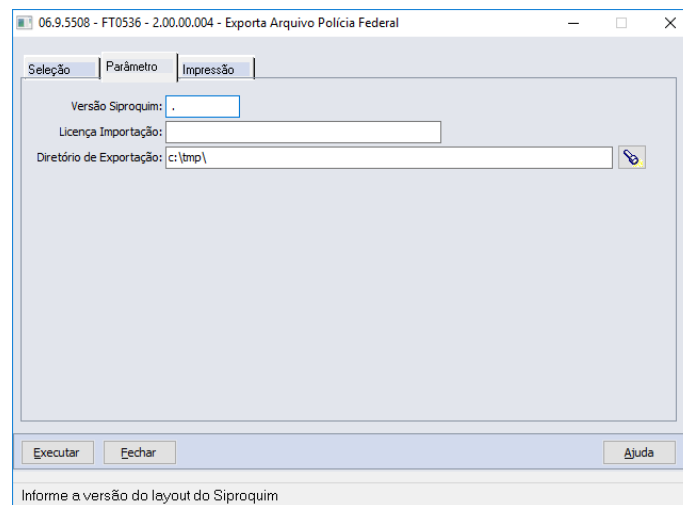 06.9.5508 - FT0536 - 2.00.00.004 - Exporta Arquivo Polícia Federal
Seleção Parâmetro Impressão
Versão Siproquim: .
Licença Importação:
Diretório de Exportação: c:\tmp\
Executar Fechar Ajuda
Informe a versão do layout do Siproquim